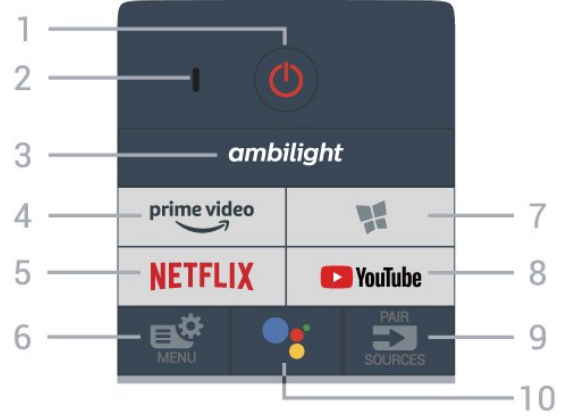 1
2
3
ambilight
4
prime video
7
5
NETFLIX
YouTube
8
6
MENU
PAIR
SOURCES
9
10